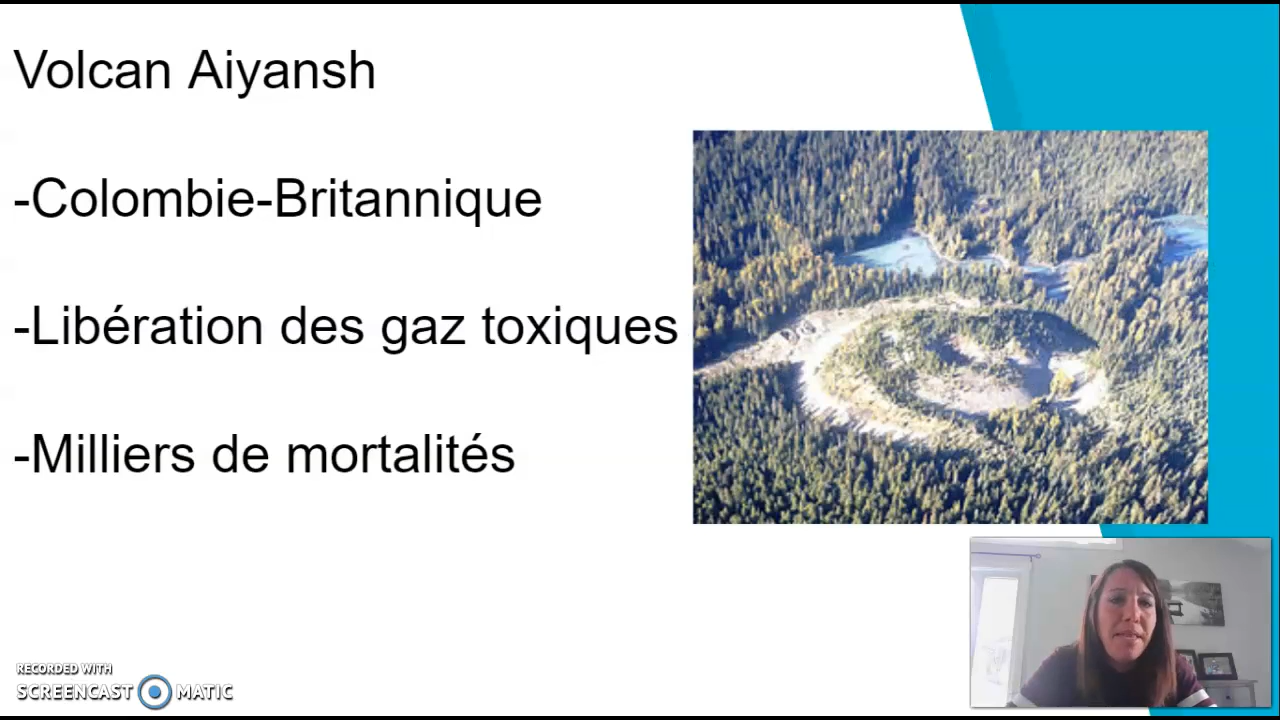 Volcan Aiyansh
-Colombie-Britannique
-Libération des gaz toxiques
-Milliers de mortalités
RECORDED WITH
SCREENCAST MATIC